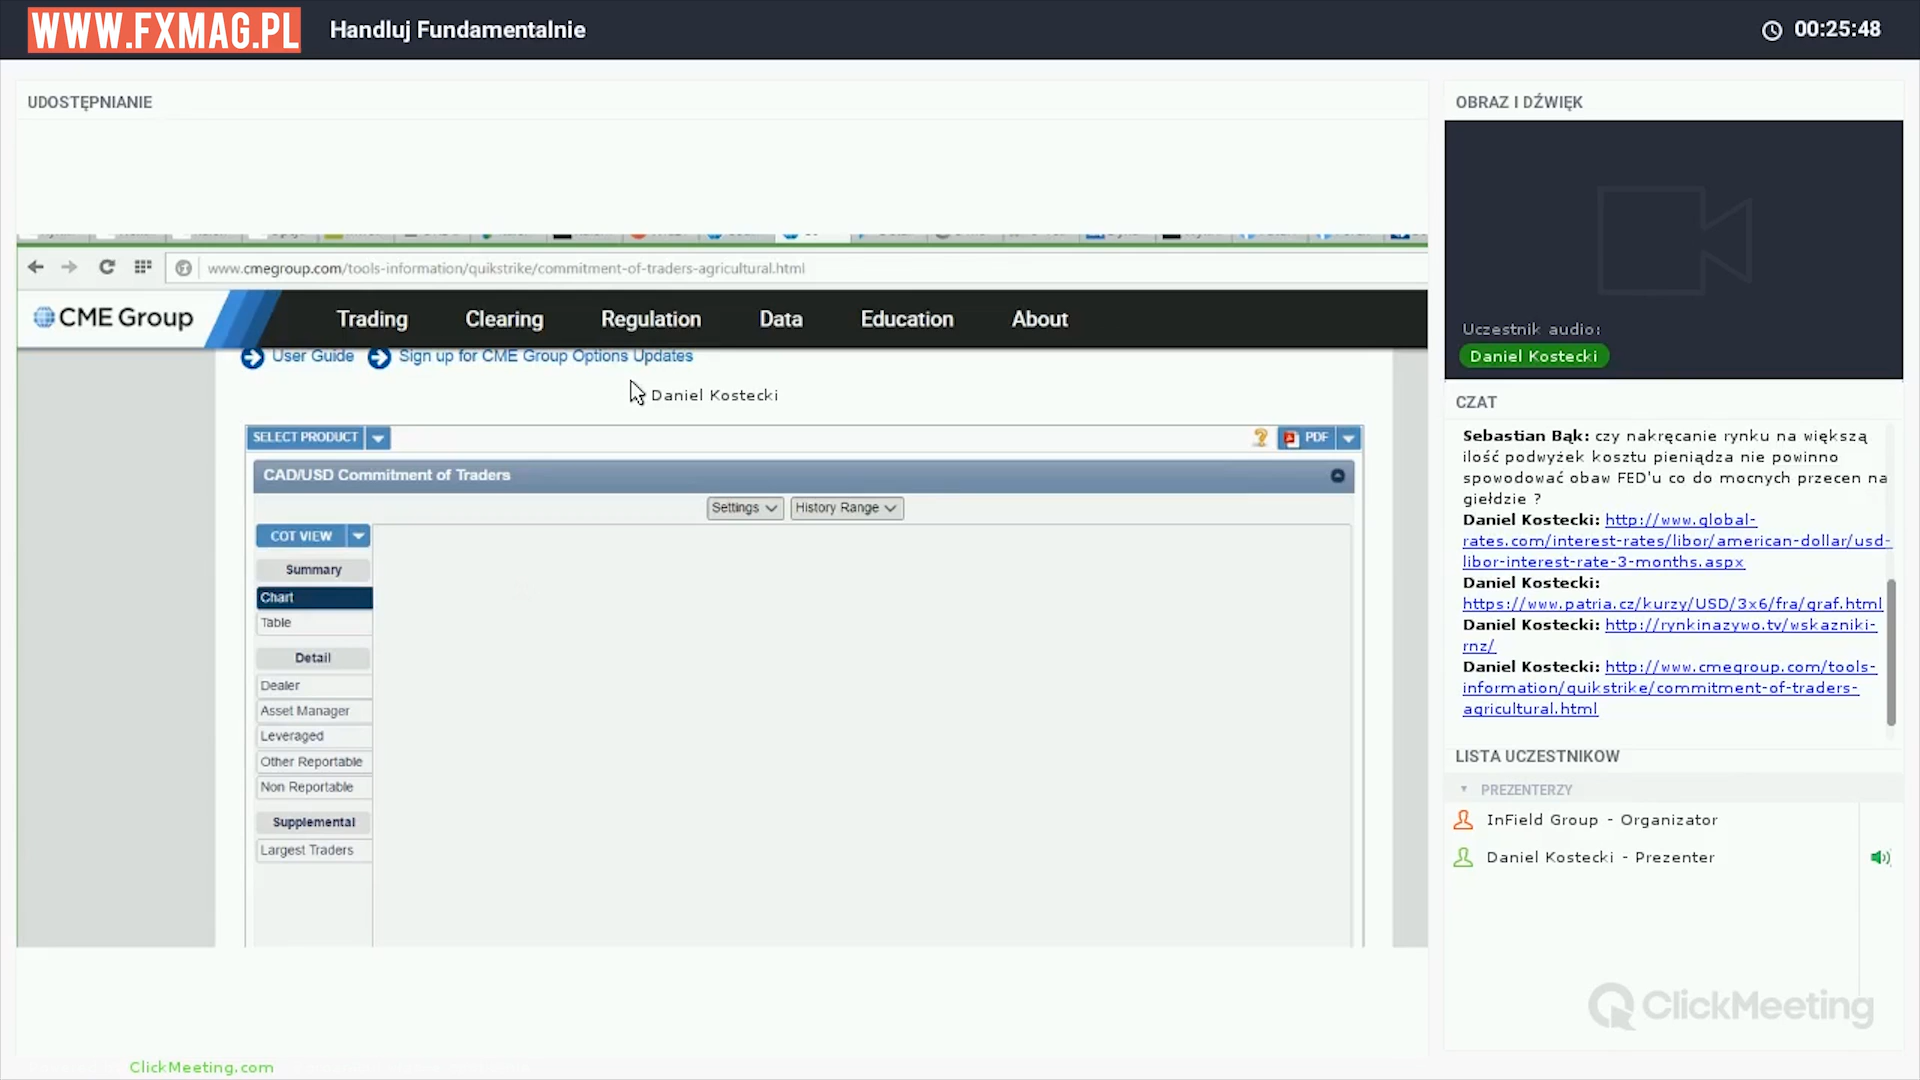 WWW.FXMAG.PL
Handluj Fundamentalnie
00:25:48
UDOSTĘPNIANIE
www.cmegroup.com/tools-information/quikstrike/commitment-of-traders-agricultural.html
CME Group
Trading
Clearing
Regulation
Data
Education
About
User Guide
Sign up for CME Group Options Updates
Daniel Kostecki
SELECT PRODUCT
PDF
CAD/USD Commitment of Traders
Settings
History Range
COT VIEW
Summary
Chart
Table
Detail
Dealer
Asset Manager
Leveraged
Other Reportable
Non Reportable
Supplemental
Largest Traders
OBRAZ I DŹWIĘK
Uczestnik audio:
Daniel Kostecki
CZAT
Sebastian Bąk: czy nakręcanie rynku na większą
ilość podwyżek kosztu pieniądza nie powinno
spowodować obaw FED'u co do mocnych przecen na
giełdzie ?
Daniel Kostecki: http://www.global-
rates.com/interest-rates/libor/american-dollar/usd-
libor-interest-rate-3-months.aspx
Daniel Kostecki:
https://www.patria.cz/kurzy/USD/3x6/fra/graf.html
Daniel Kostecki: http://rynkinazywo.tv/wskazniki-
rnz/
Daniel Kostecki: http://www.cmegroup.com/tools-
information/quikstrike/commitment-of-traders-
agricultural.html
LISTA UCZESTNIKOW
PREZENTERZY
InField Group - Organizator
Daniel Kostecki - Prezenter
ClickMeeting
ClickMeeting.com